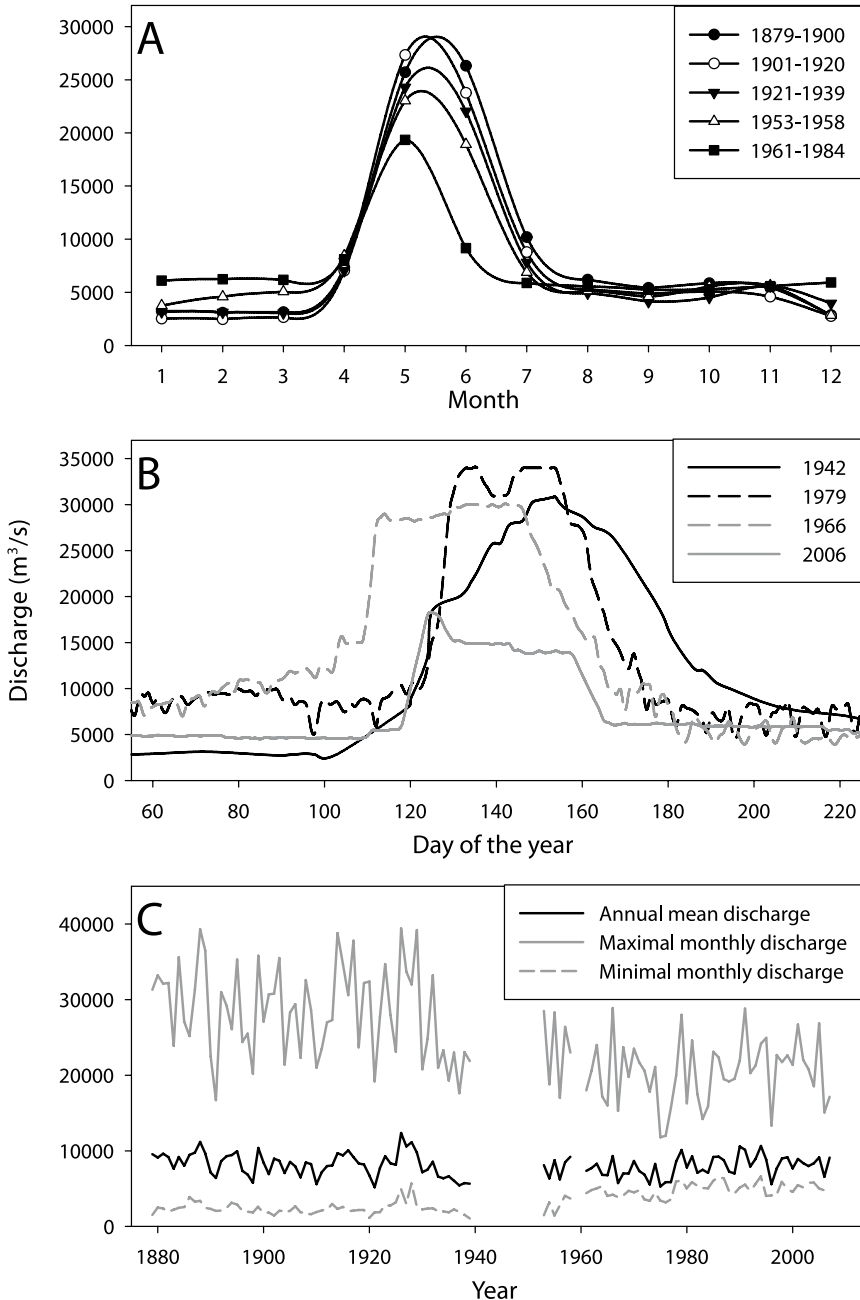 A
30000
25000
20000
15000
10000
5000
0
1879-1900
1901-1920
1921-1939
1953-1958
1961-1984
1 2 3 4 5 6 7 8 9 10 11 12
Month
B
35000
30000
25000
20000
15000
10000
5000
0
1942
1979
1966
2006
Discharge (m³/s)
60 80 100 120 140 160 180 200 220
Day of the year
C
40000
30000
20000
10000
0
Annual mean discharge
Maximal monthly discharge
Minimal monthly discharge
1880 1900 1920 1940 1960 1980 2000
Year